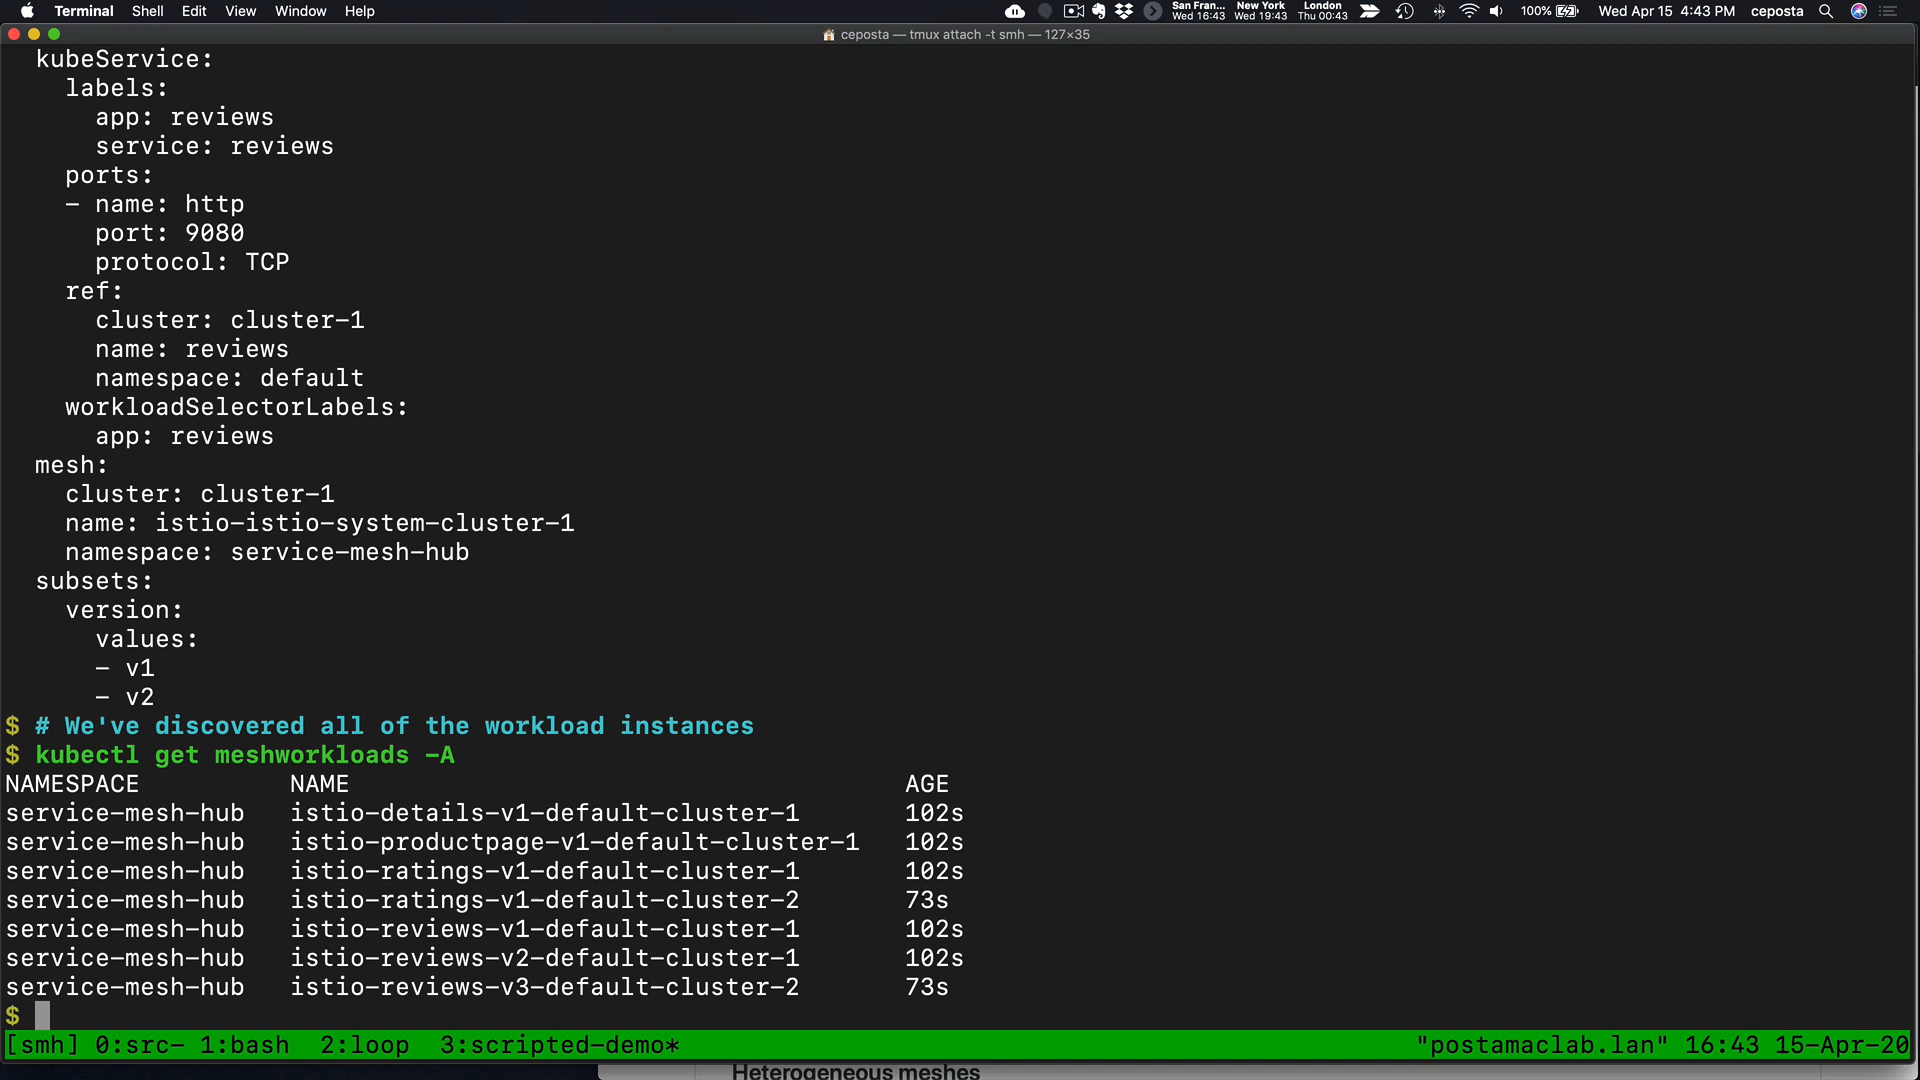 Terminal Shell Edit View Window Help San Fran... Wed 16:43 New York Wed 19:43 London Thu 00:43 100% Wed Apr 15 4:43 PM ceposta
ceposta — tmux attach -t smh — 127×35
kubeService:
labels:
app: reviews
service: reviews
ports:
- name: http
port: 9080
protocol: TCP
ref:
cluster: cluster-1
name: reviews
namespace: default
workloadSelectorLabels:
app: reviews
mesh:
cluster: cluster-1
name: istio-istio-system-cluster-1
namespace: service-mesh-hub
subsets:
version:
values:
- v1
- v2
$ # We've discovered all of the workload instances
$ kubectl get meshworkloads -A
NAMESPACE NAME AGE
service-mesh-hub istio-details-v1-default-cluster-1 102s
service-mesh-hub istio-productpage-v1-default-cluster-1 102s
service-mesh-hub istio-ratings-v1-default-cluster-1 102s
service-mesh-hub istio-ratings-v1-default-cluster-2 73s
service-mesh-hub istio-reviews-v1-default-cluster-1 102s
service-mesh-hub istio-reviews-v2-default-cluster-1 102s
service-mesh-hub istio-reviews-v3-default-cluster-2 73s
$
[smh] 0:src- 1:bash 2:loop 3:scripted-demo* "postamaclab.lan" 16:43 15-Apr-20
Heterogeneous meshes